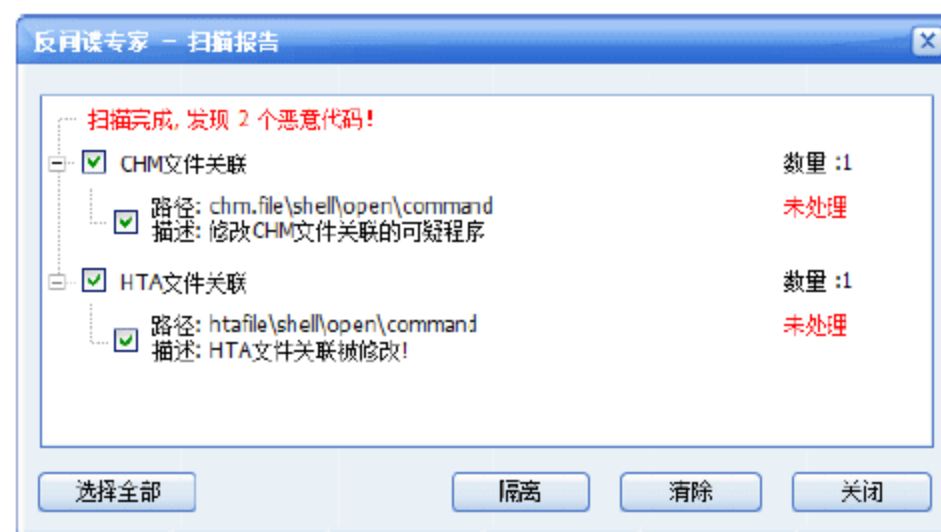 反间谍专家 - 扫描报告
扫描完成, 发现 2 个恶意代码!
CHM文件关联 数量 :1
路径: chm.file\shell\open\command 未处理
描述: 修改CHM文件关联的可疑程序
HTA文件关联 数量 :1
路径: htafile\shell\open\command 未处理
描述: HTA文件关联被修改!
选择全部 隔离 清除 关闭